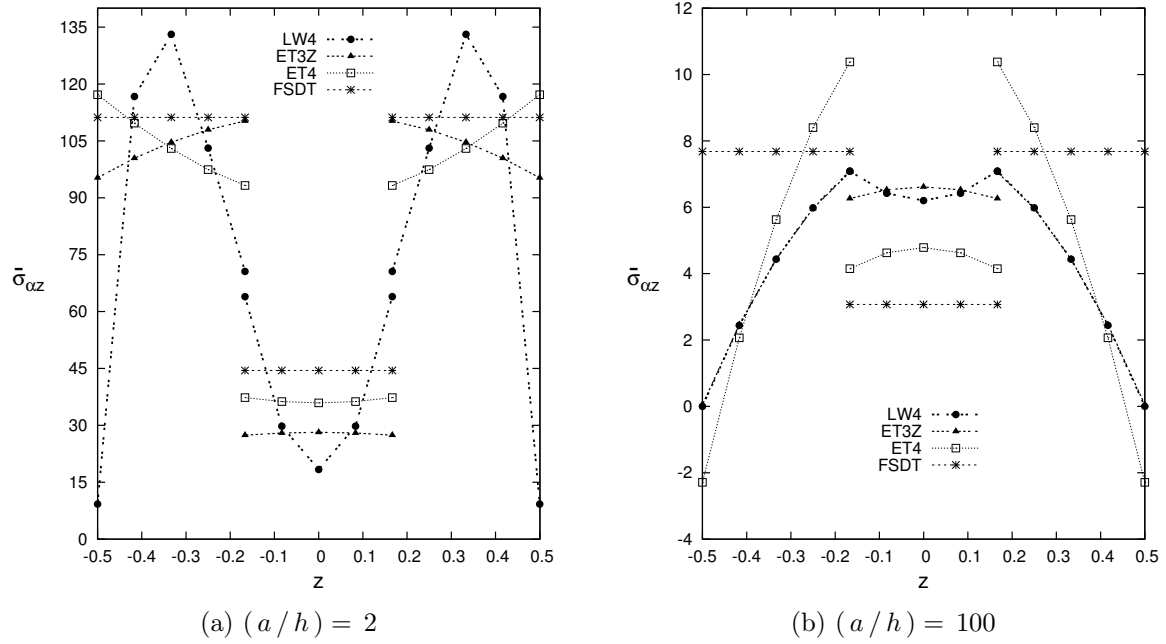 135
120
105
90
75
60
45
30
15
0
σ̄αz
LW4
ET3Z
ET4
FSDT
-0.5 -0.4 -0.3 -0.2 -0.1 0 0.1 0.2 0.3 0.4 0.5
z
(a) (a/h) = 2
12
10
8
6
4
2
0
-2
-4
σ̄αz
LW4
ET3Z
ET4
FSDT
-0.5 -0.4 -0.3 -0.2 -0.1 0 0.1 0.2 0.3 0.4 0.5
z
(b) (a/h) = 100